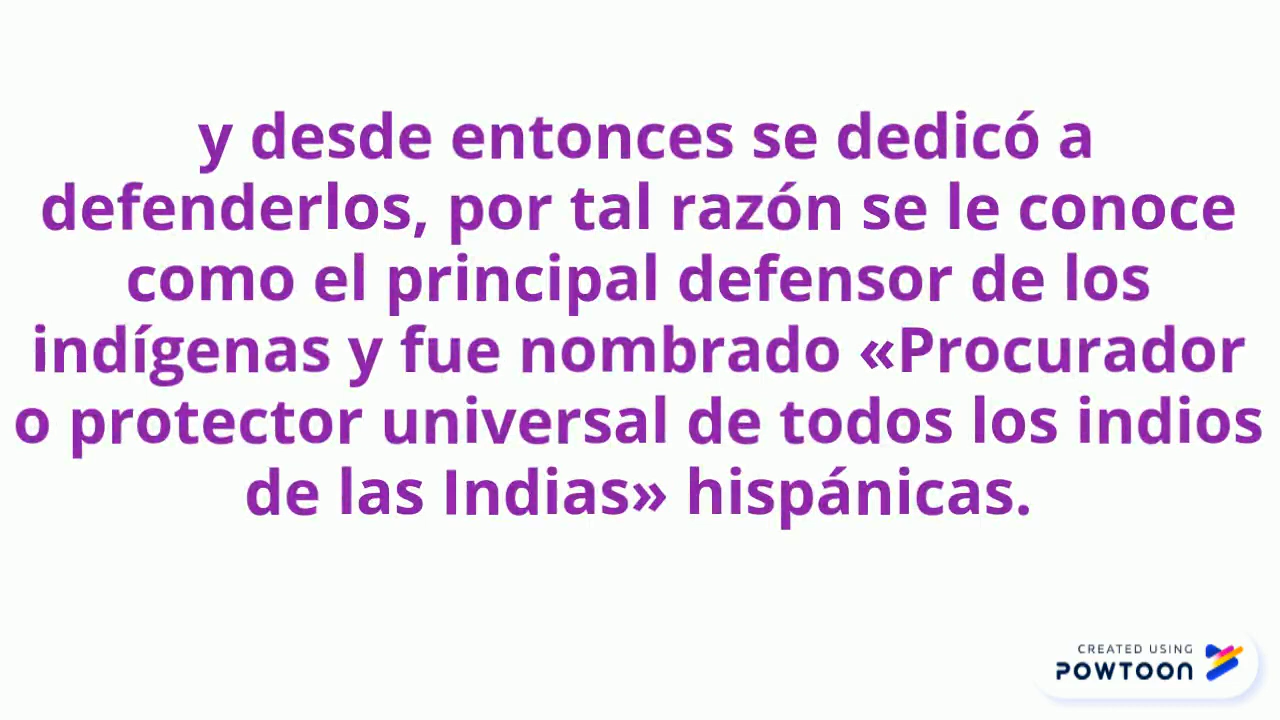 y desde entonces se dedicó a
defenderlos, por tal razón se le conoce
como el principal defensor de los
indígenas y fue nombrado «Procurador
o protector universal de todos los indios
de las Indias» hispánicas.
CREATED USING
POWTOON